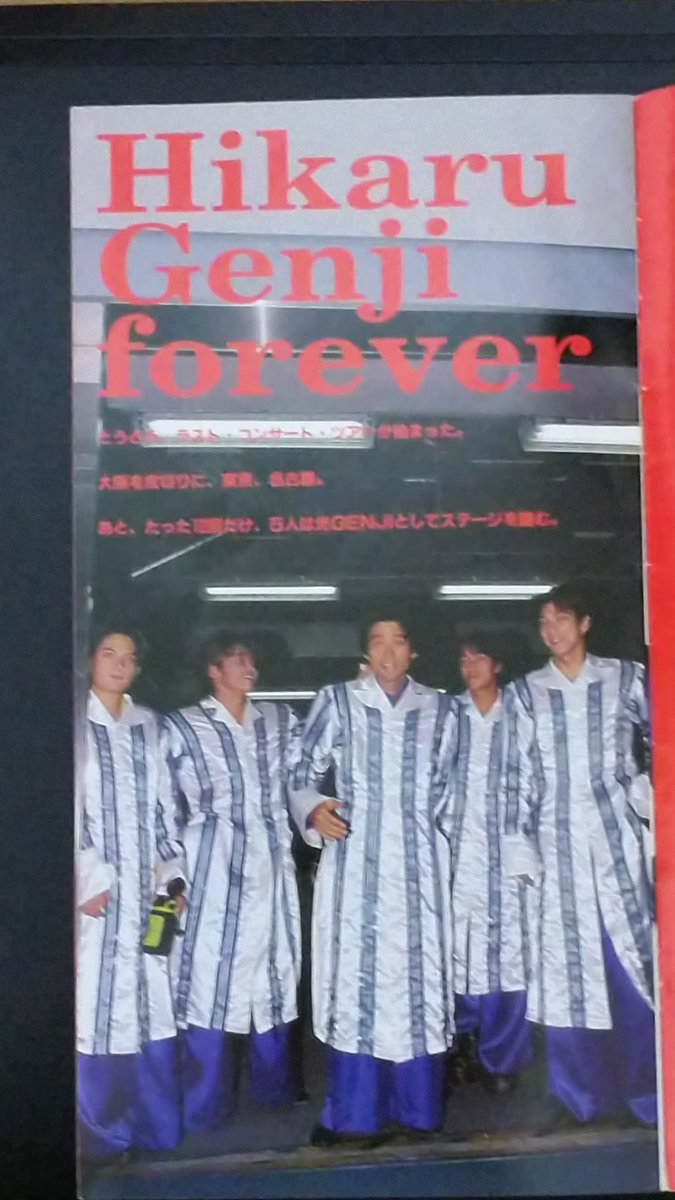 Hikaru
Genji
forever
とうとう、ラスト・コンサート・ツアーが始まった。
大阪を皮切りに、東京、名古屋。
あと、たった だけ、5人は光GENJIとしてステージを踏む。